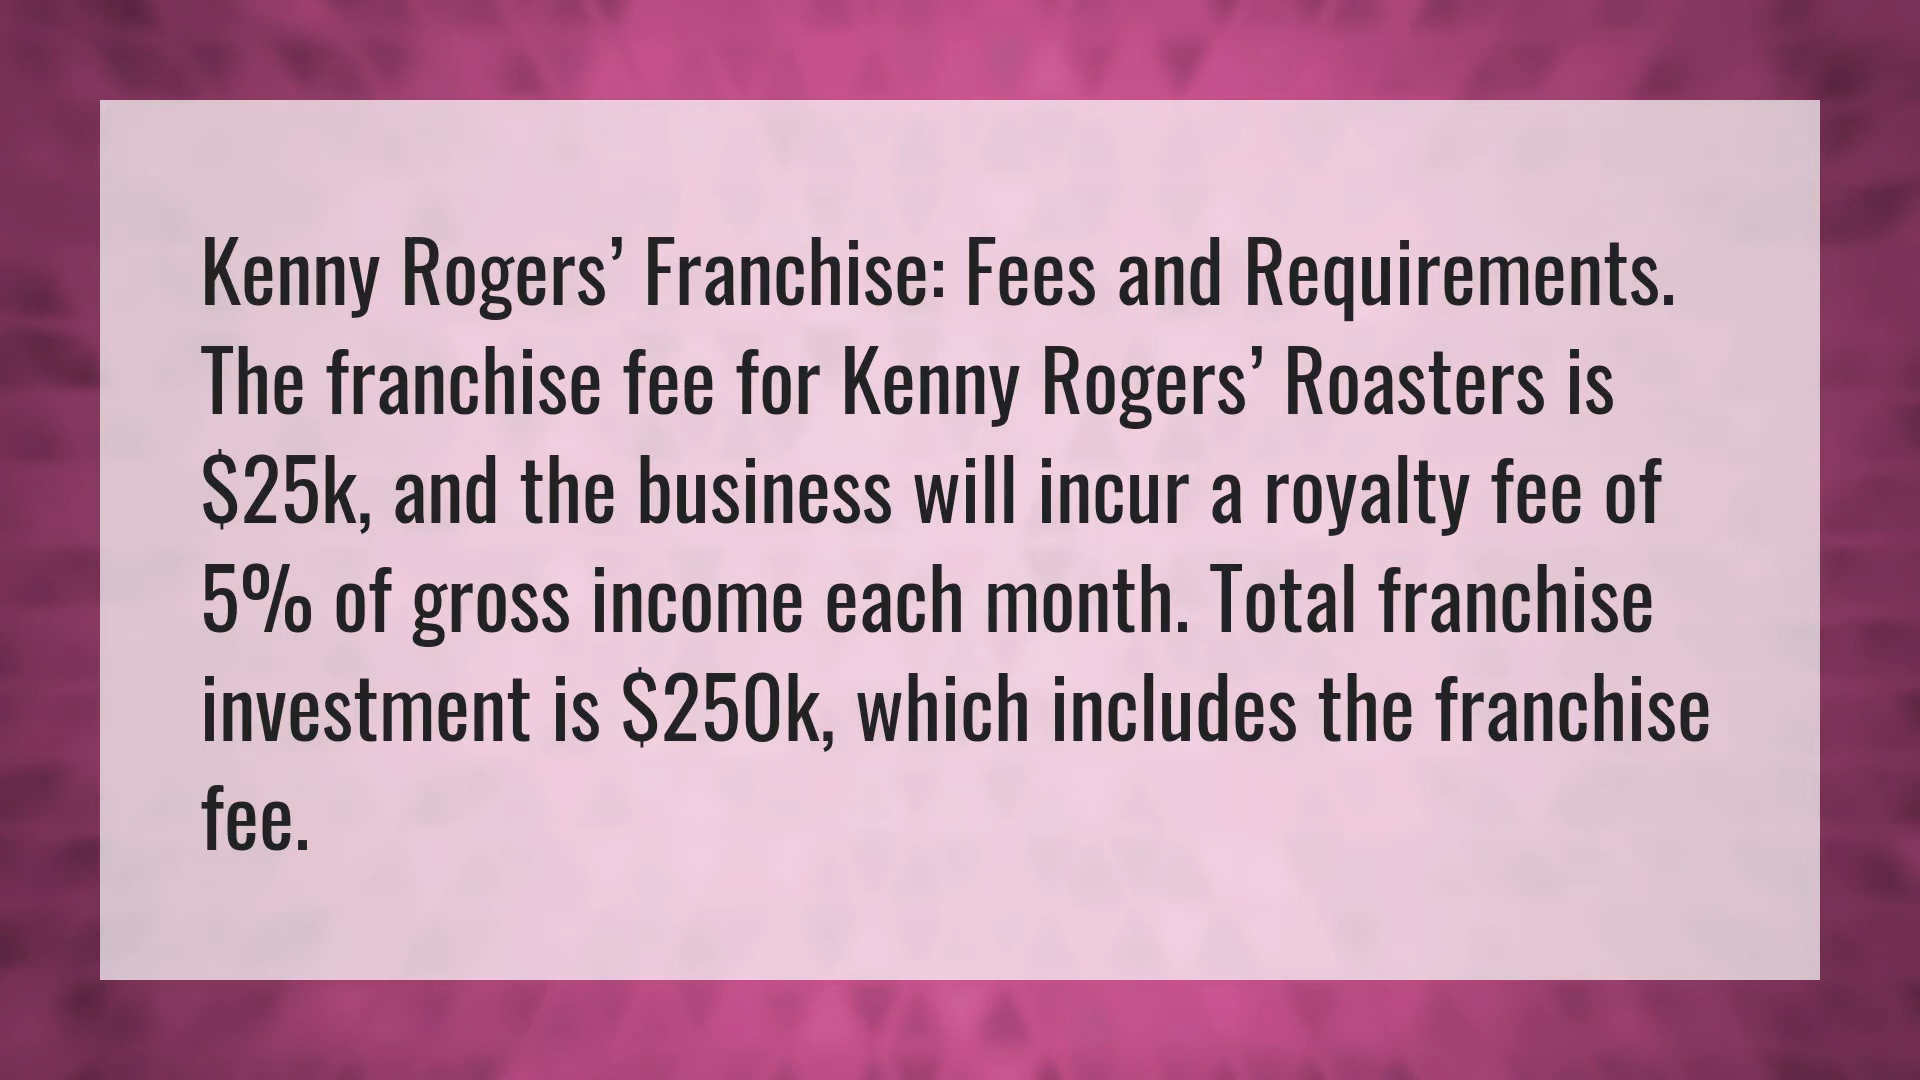 Kenny Rogers’ Franchise: Fees and Requirements.
The franchise fee for Kenny Rogers’ Roasters is
$25k, and the business will incur a royalty fee of
5% of gross income each month. Total franchise
investment is $250k, which includes the franchise
fee.